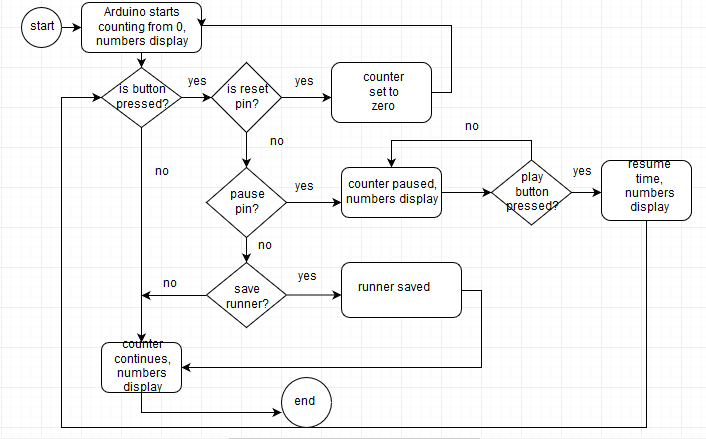 start
Arduino starts
counting from 0,
numbers display
is button
pressed?
yes
is reset
pin?
yes
counter
set to
zero
no
no
no
pause
pin?
yes
counter paused,
numbers display
play
button
pressed?
yes
resume
time,
numbers
display
no
no
save
runner?
yes
runner saved
counter
continues,
numbers
display
end